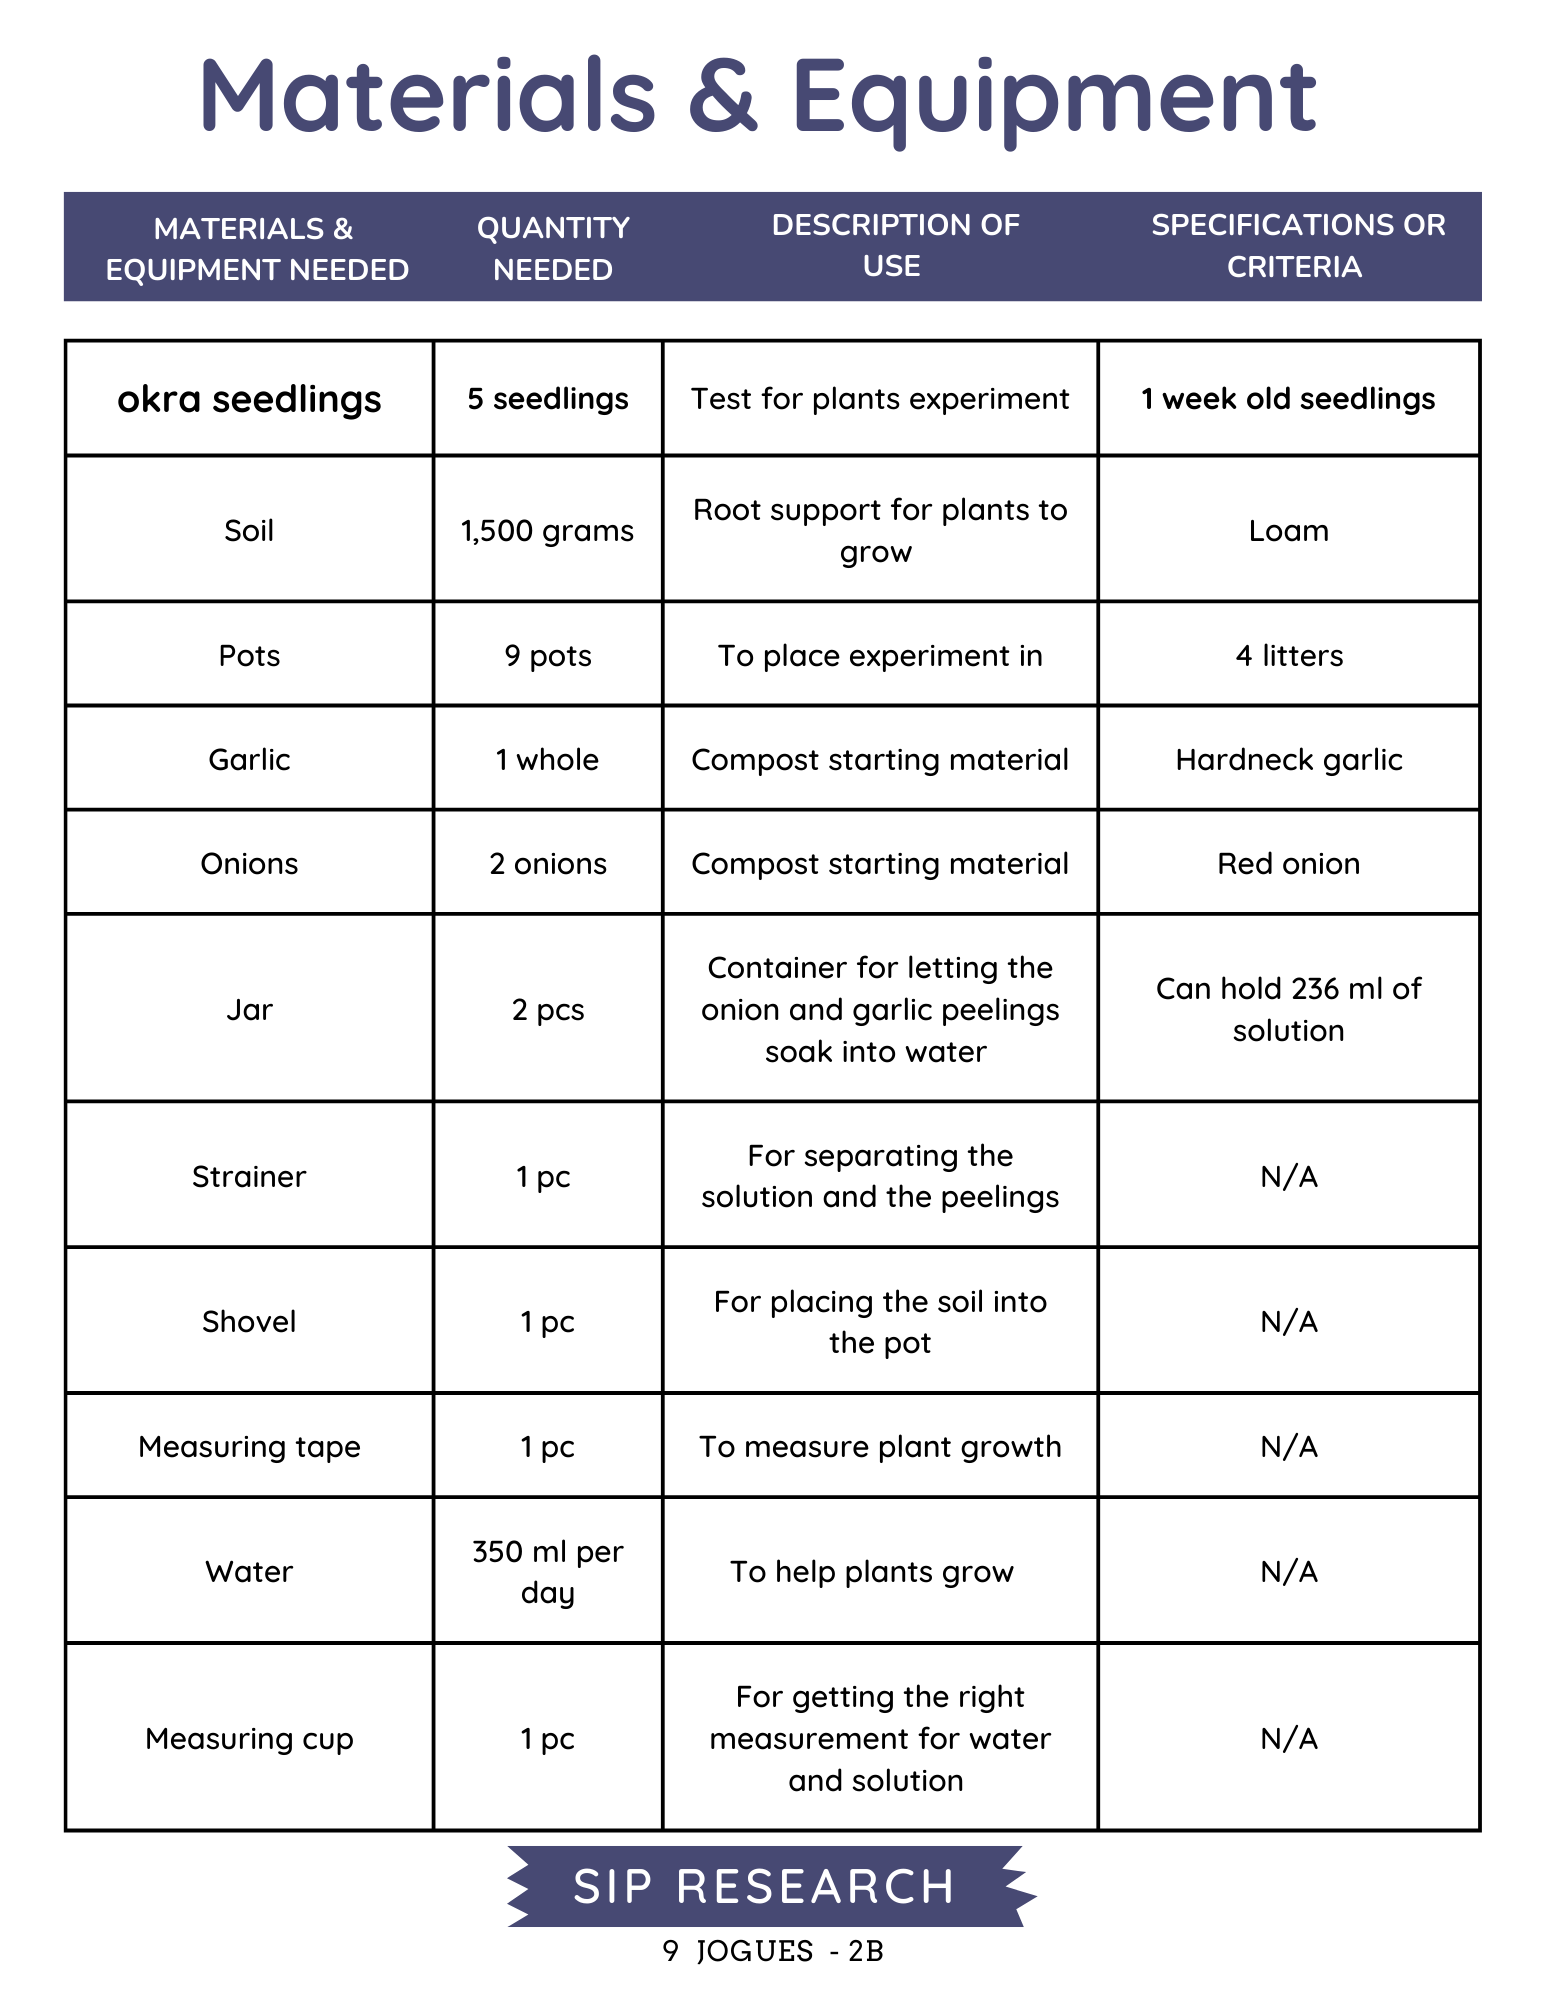 Materials & Equipment
MATERIALS &
EQUIPMENT NEEDED
QUANTITY
NEEDED
DESCRIPTION OF
USE
SPECIFICATIONS OR
CRITERIA
okra seedlings
5 seedlings
Test for plants experiment
1 week old seedlings
Soil
1,500 grams
Root support for plants to
grow
Loam
Pots
9 pots
To place experiment in
4 litters
Garlic
1 whole
Compost starting material
Hardneck garlic
Onions
2 onions
Compost starting material
Red onion
Jar
2 pcs
Container for letting the
onion and garlic peelings
soak into water
Can hold 236 ml of
solution
Strainer
1 pc
For separating the
solution and the peelings
N/A
Shovel
1 pc
For placing the soil into
the pot
N/A
Measuring tape
1 pc
To measure plant growth
N/A
Water
350 ml per
day
To help plants grow
N/A
Measuring cup
1 pc
For getting the right
measurement for water
and solution
N/A
SIP RESEARCH
9 JOGUES - 2B